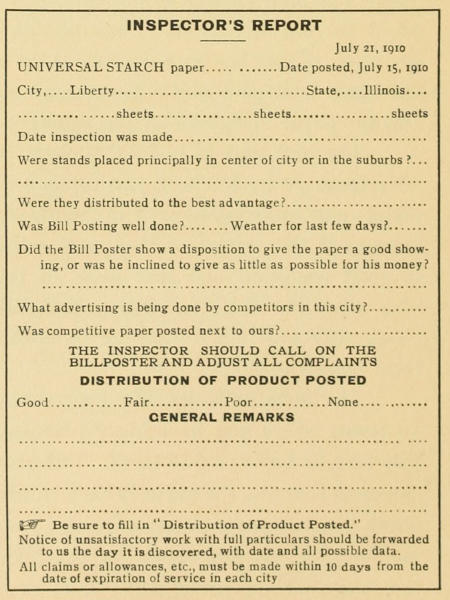 INSPECTOR'S REPORT
July 21, 1910
UNIVERSAL STARCH paper..... .......Date posted, July 15, 1910
City,....Liberty.................................State,....Illinois....
..................sheets.....................sheets.....................sheets
Date inspection was made.............................................
Were stands placed principally in center of city or in the suburbs?...
..............................................................................
Were they distributed to the best advantage?........................
Was Bill Posting well done?........Weather for last few days?.......
Did the Bill Poster show a disposition to give the paper a good show-
ing, or was he inclined to give as little as possible for his money?
..............................................................................
What advertising is being done by competitors in this city?..........
Was competitive paper posted next to ours?..........................
THE INSPECTOR SHOULD CALL ON THE
BILLPOSTER AND ADJUST ALL COMPLAINTS
DISTRIBUTION OF PRODUCT POSTED
Good.............Fair.............Poor.............None............
GENERAL REMARKS
..............................................................................
..............................................................................
..............................................................................
..............................................................................
☞ Be sure to fill in "Distribution of Product Posted."
Notice of unsatisfactory work with full particulars should be forwarded
to us the day it is discovered, with date and all possible data.
All claims or allowances, etc., must be made within 10 days from the
date of expiration of service in each city